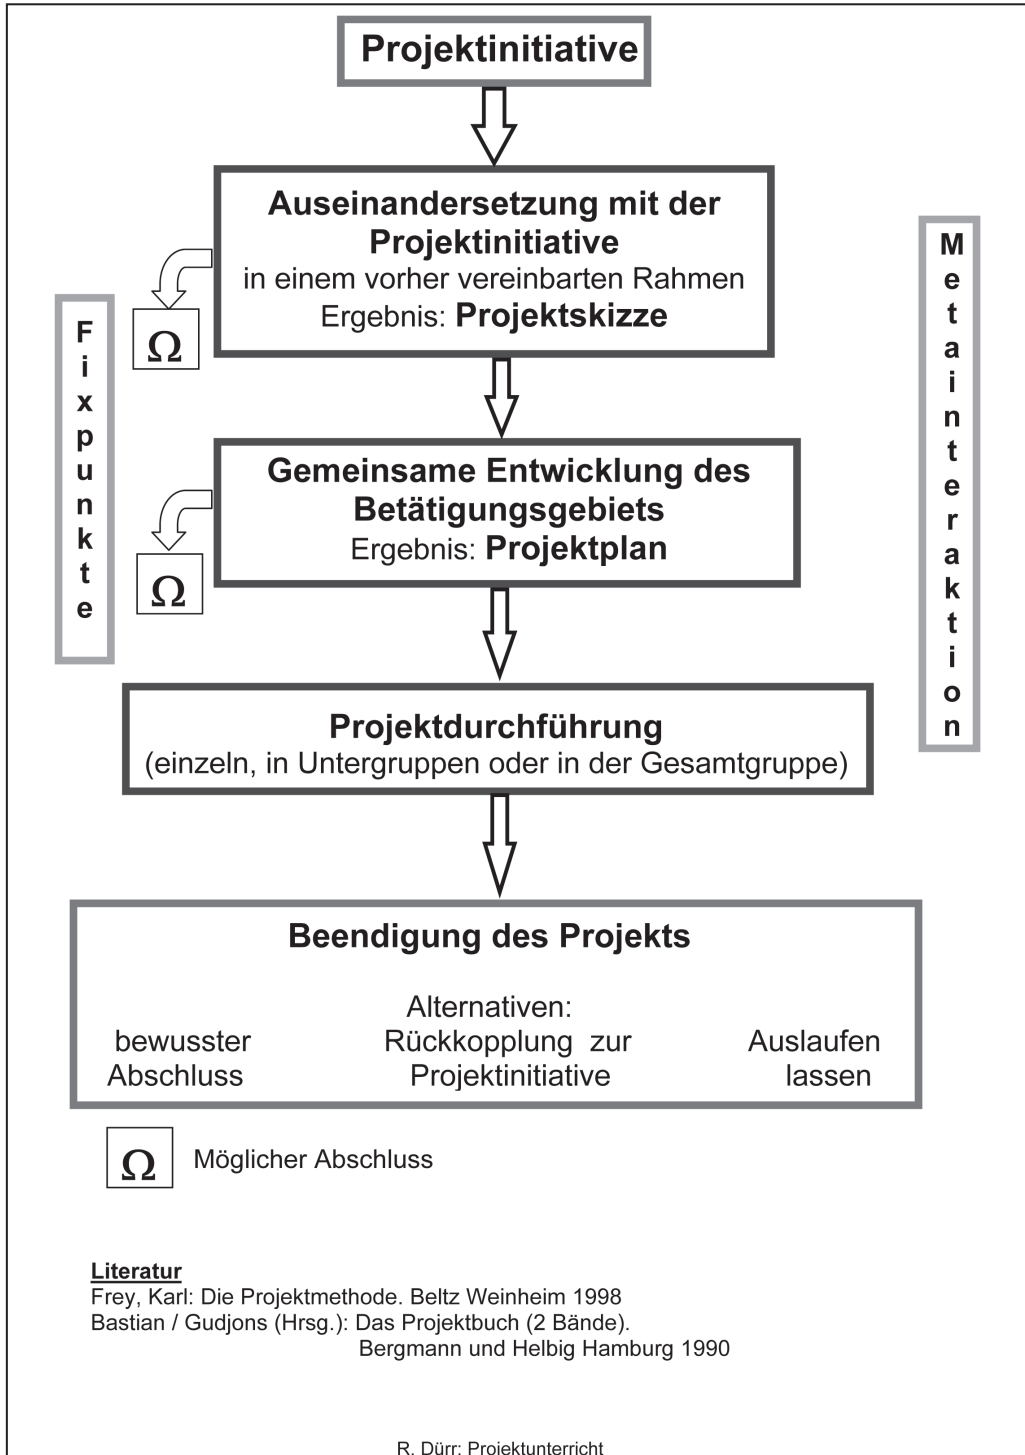 Projektinitiative
Auseinandersetzung mit der
Projektinitiative
in einem vorher vereinbarten Rahmen
Ergebnis: Projektskizze
Ω
Fixpunkte
Metainteraktion
Gemeinsame Entwicklung des
Betätigungsgebiets
Ergebnis: Projektplan
Ω
Projektdurchführung
(einzeln, in Untergruppen oder in der Gesamtgruppe)
Beendigung des Projekts
Alternativen:
bewusster Rückkopplung zur Auslaufen
Abschluss Projektinitiative lassen
Ω Möglicher Abschluss
Literatur
Frey, Karl: Die Projektmethode. Beltz Weinheim 1998
Bastian / Gudjons (Hrsg.): Das Projektbuch (2 Bände).
Bergmann und Helbig Hamburg 1990
R. Dürr: Projektunterricht